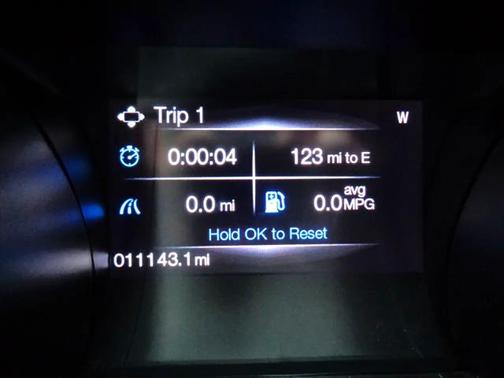 Trip 1 W
0:00:04 123 mi to E
0.0 mi 0.0 avg MPG
Hold OK to Reset
011143.1 mi